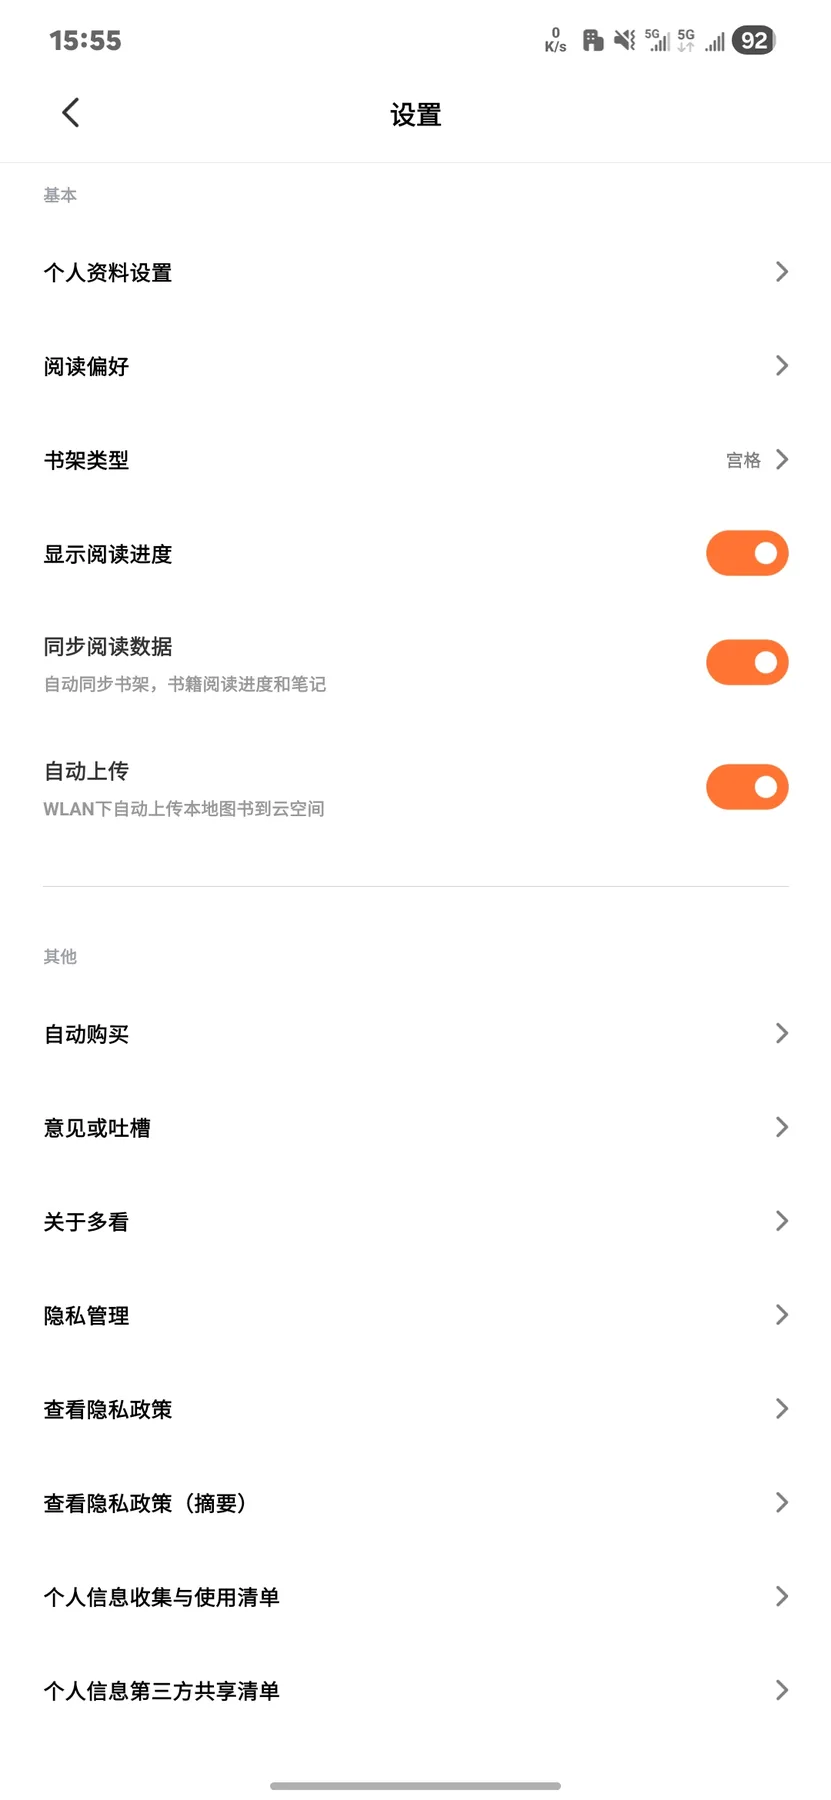 15:55
0 K/s 5G 5G 92
设置
基本
个人资料设置
阅读偏好
书架类型 宫格
显示阅读进度
同步阅读数据
自动同步书架，书籍阅读进度和笔记
自动上传
WLAN下自动上传本地图书到云空间
其他
自动购买
意见或吐槽
关于多看
隐私管理
查看隐私政策
查看隐私政策（摘要）
个人信息收集与使用清单
个人信息第三方共享清单